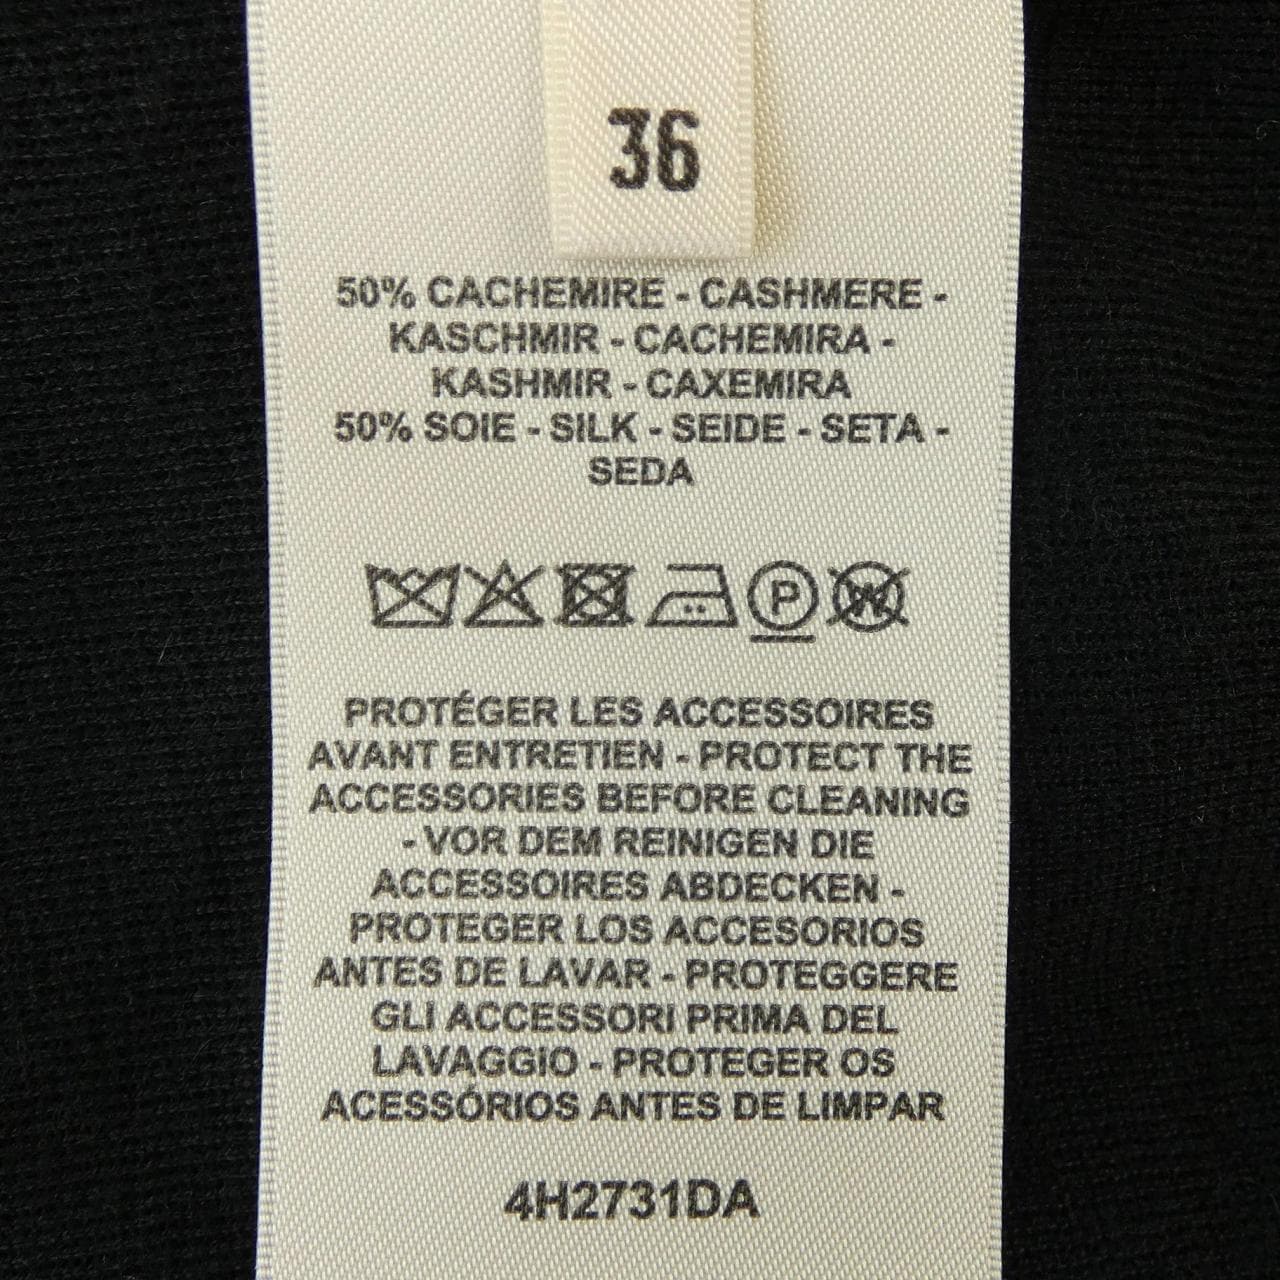 36
50% CACHEMIRE - CASHMERE -
KASCHMIR - CACHEMIRA -
KASHMIR - CAXEMIRA
50% SOIE - SILK - SEIDE - SETA -
SEDA
P W
PROTÉGER LES ACCESSOIRES
AVANT ENTRETIEN - PROTECT THE
ACCESSORIES BEFORE CLEANING
- VOR DEM REINIGEN DIE
ACCESSOIRES ABDECKEN -
PROTEGER LOS ACCESORIOS
ANTES DE LAVAR - PROTEGGERE
GLI ACCESSORI PRIMA DEL
LAVAGGIO - PROTEGER OS
ACESSÓRIOS ANTES DE LIMPAR
4H2731DA